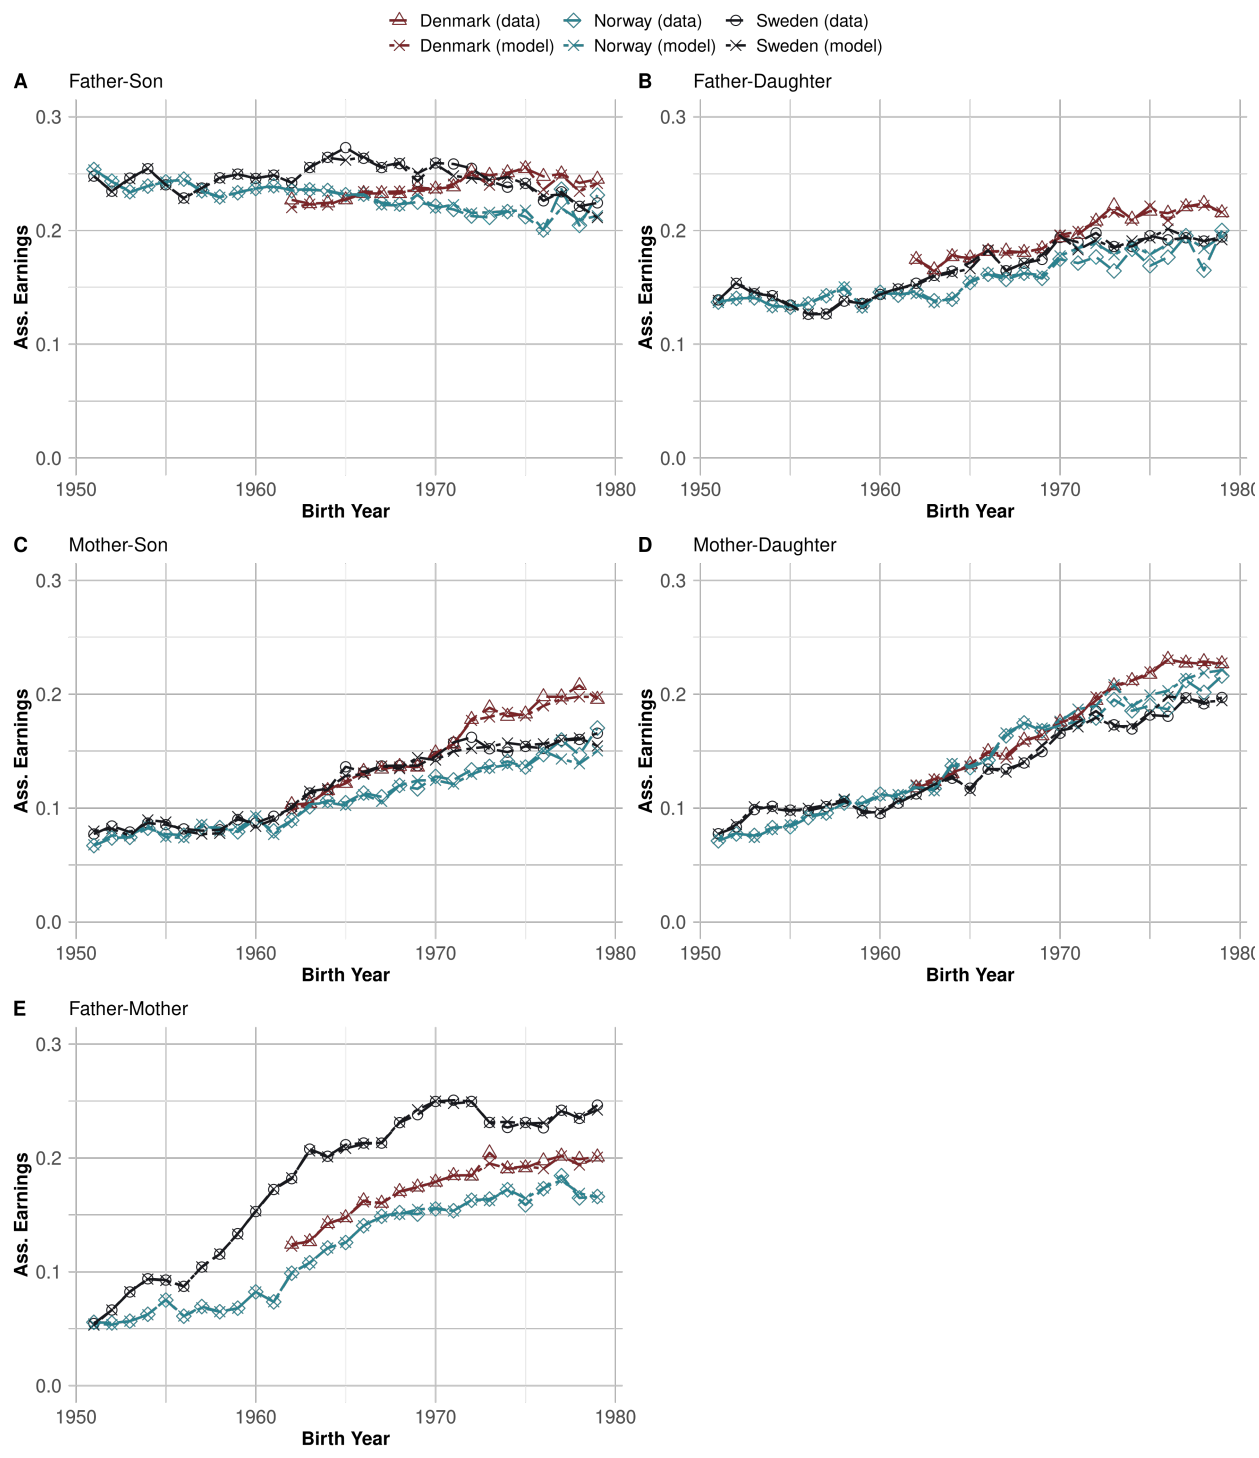 Denmark (data) Norway (data) Sweden (data)
Denmark (model) Norway (model) Sweden (model)
A Father-Son
B Father-Daughter
0.3
0.2
0.1
0.0
Ass. Earnings
1950 1960 1970 1980
Birth Year
0.3
0.2
0.1
0.0
Ass. Earnings
1950 1960 1970 1980
Birth Year
C Mother-Son
D Mother-Daughter
0.3
0.2
0.1
0.0
Ass. Earnings
1950 1960 1970 1980
Birth Year
0.3
0.2
0.1
0.0
Ass. Earnings
1950 1960 1970 1980
Birth Year
E Father-Mother
0.3
0.2
0.1
0.0
Ass. Earnings
1950 1960 1970 1980
Birth Year